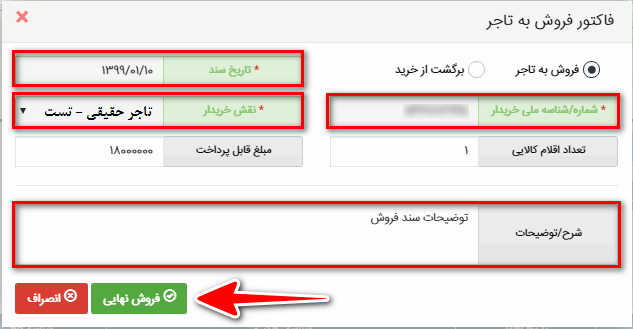 فاکتور فروش به تاجر
فروش به تاجر
برگشت از خرید
* تاریخ سند
۱۳۹۹/۰۱/۱۰
* شماره/شناسه ملی خریدار
* نقش خریدار
تاجر حقیقی - تست
تعداد اقلام کالایی
۱
مبلغ قابل پرداخت
۱۸۰۰۰۰۰۰
شرح/توضیحات
توضیحات سند فروش
فروش نهایی
انصراف